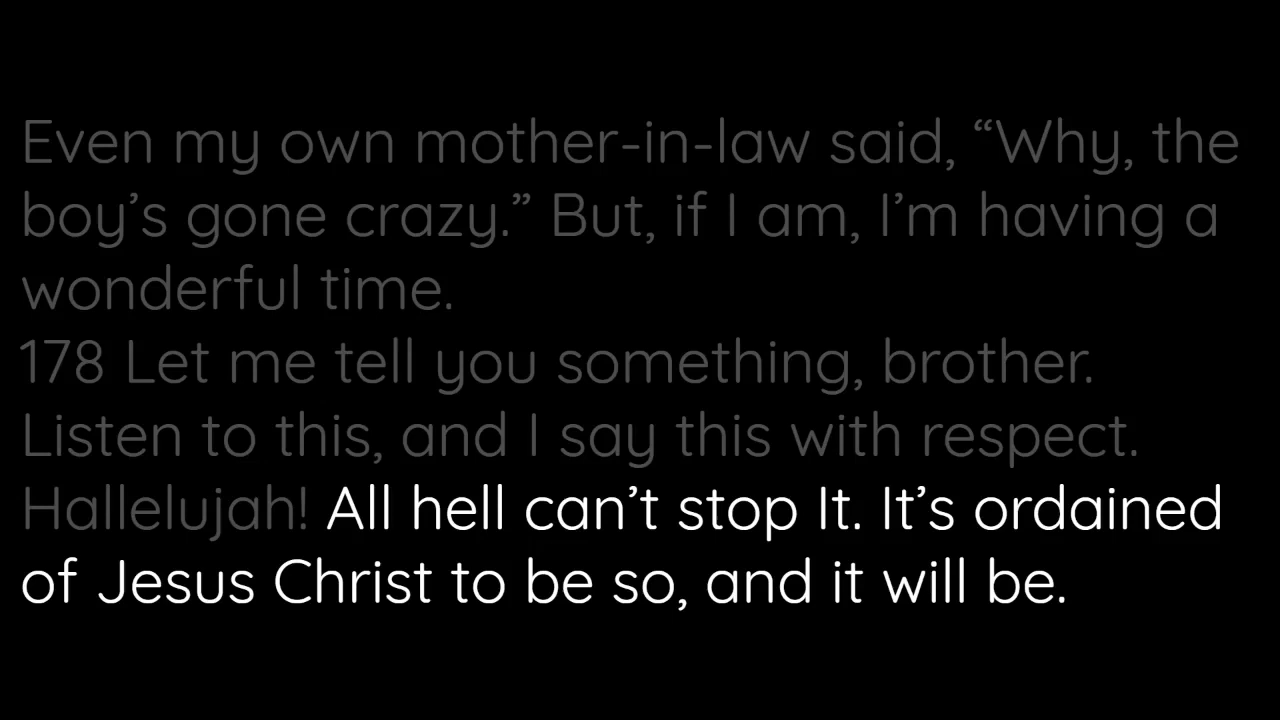 Even my own mother-in-law said, “Why, the
boy’s gone crazy.” But, if I am, I’m having a
wonderful time.
178 Let me tell you something, brother.
Listen to this, and I say this with respect.
Hallelujah! All hell can’t stop It. It’s ordained
of Jesus Christ to be so, and it will be.